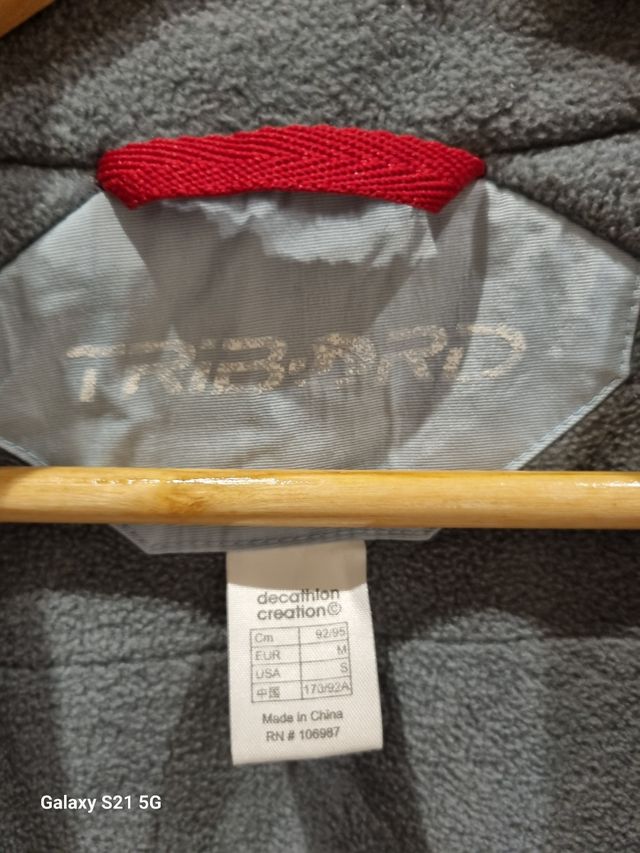 TRIBORD
decathlon
creation©
Cm 92/95
EUR M
USA S
中国 170/92A
Made in China
RN # 106987
Galaxy S21 5G